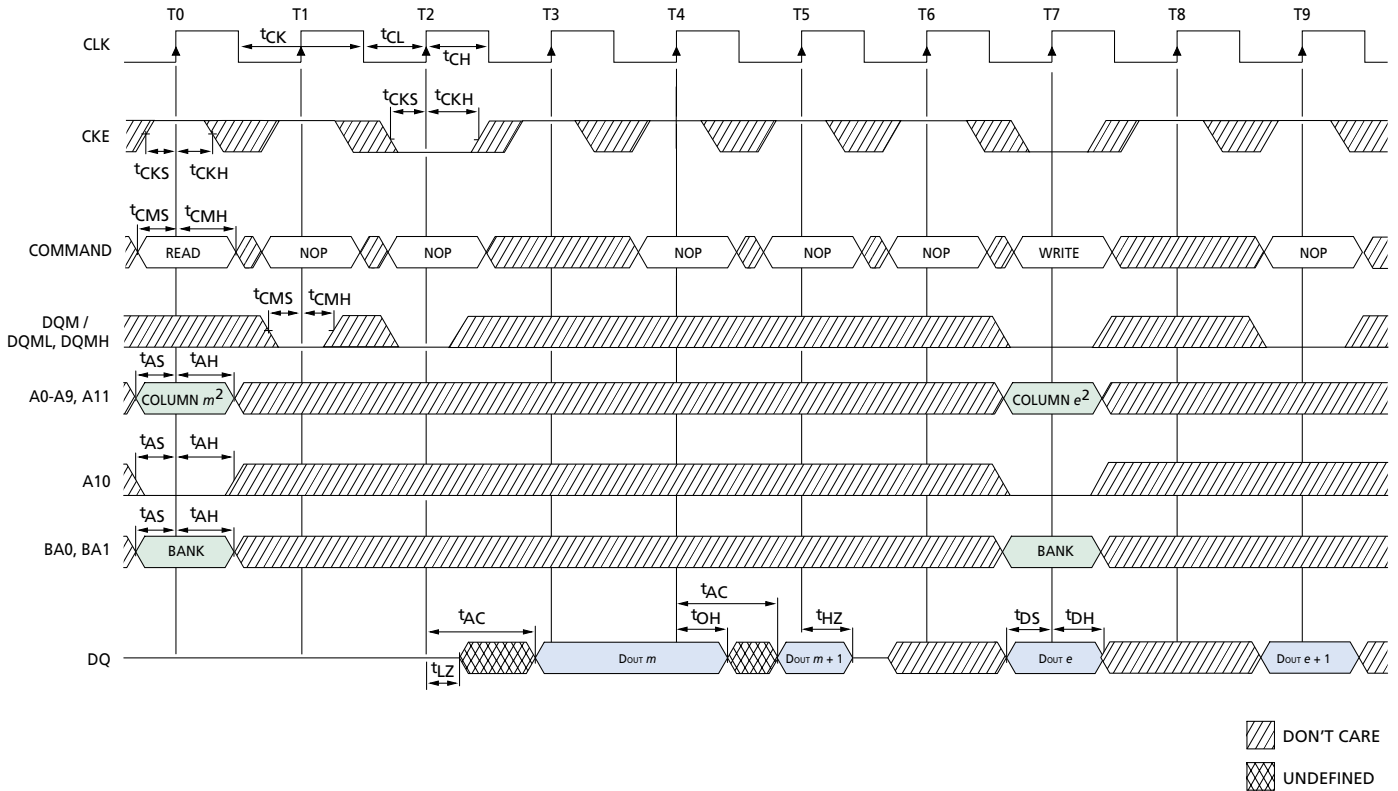 T0 T1 T2 T3 T4 T5 T6 T7 T8 T9
CLK
tCK tCL
tCH
tCKS tCKH
CKE
tCKS tCKH
tCMS tCMH
COMMAND READ NOP NOP NOP NOP NOP WRITE NOP
tCMS tCMH
DQM /
DQML, DQMH
tAS tAH
A0-A9, A11 COLUMN m2 COLUMN e2
tAS tAH
A10
tAS tAH
BA0, BA1 BANK BANK
tAC
tAC tOH tHZ tDS tDH
DQ DOUT m DOUT m + 1 DOUT e DOUT e + 1
tLZ
DON'T CARE
UNDEFINED